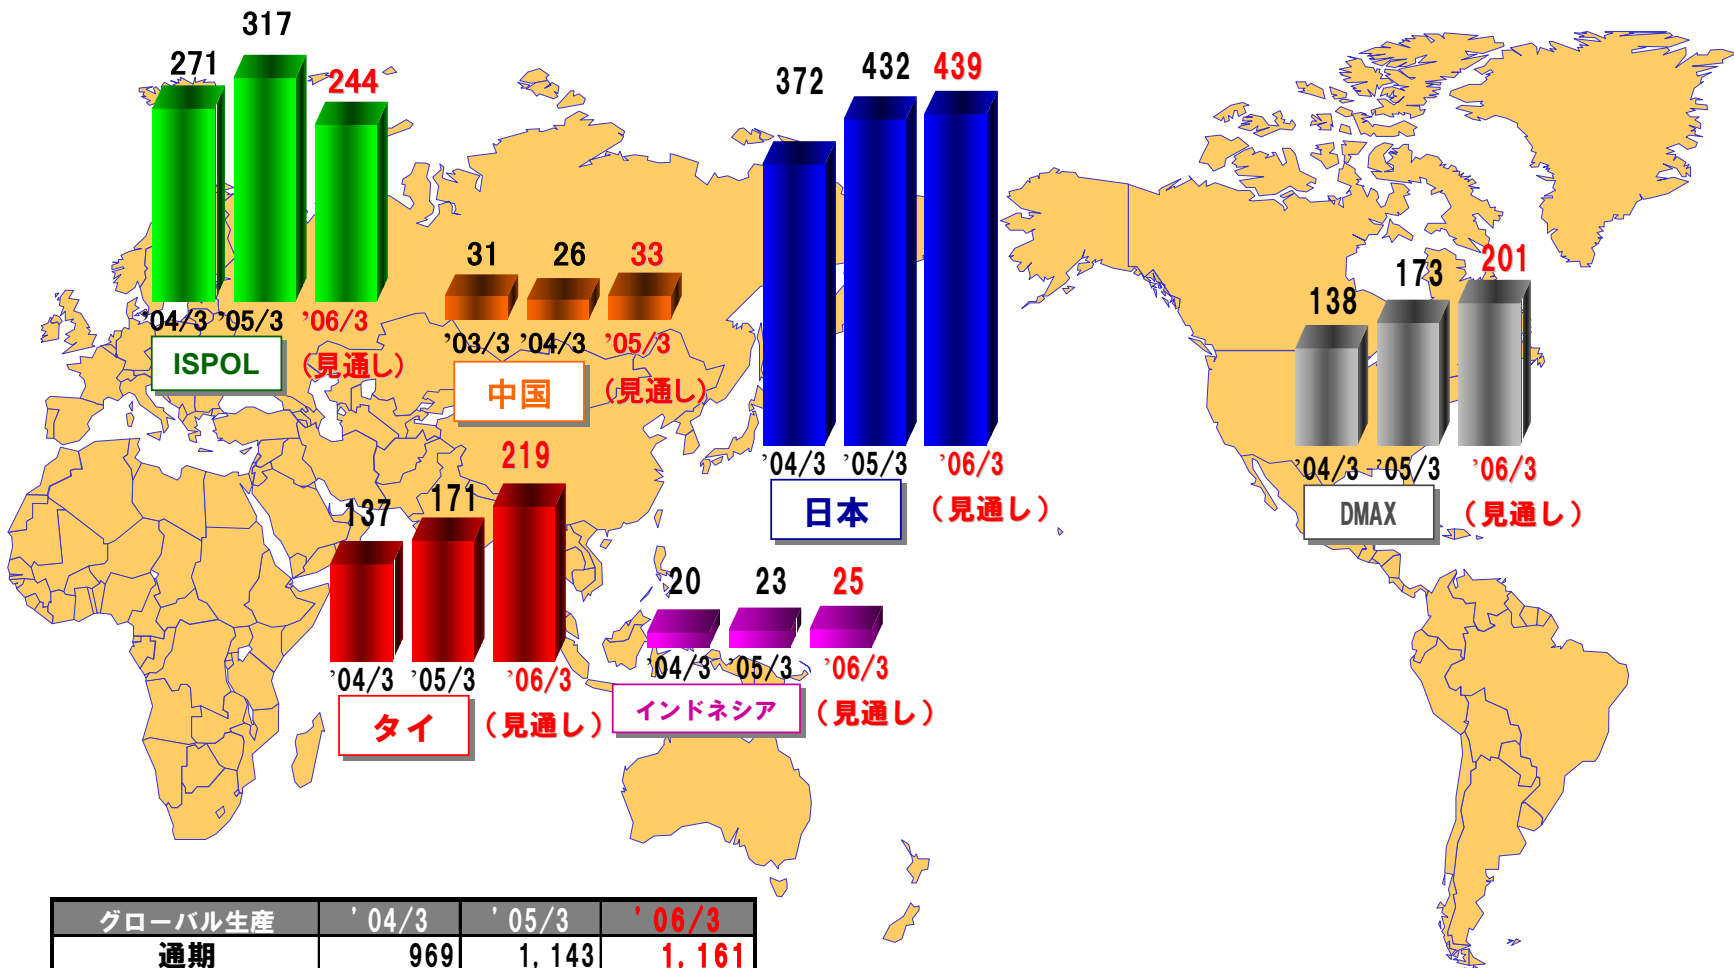 271 317 244
'04/3 '05/3 '06/3
ISPOL
(見通し)
31 26 33
'03/3 '04/3 '05/3
中国
(見通し)
372 432 439
'04/3 '05/3 '06/3
日本
(見通し)
138 173 201
'04/3 '05/3 '06/3
DMAX
(見通し)
137 171 219
'04/3 '05/3 '06/3
タイ
(見通し)
20 23 25
'04/3 '05/3 '06/3
インドネシア
(見通し)
グローバル生産 '04/3 '05/3 '06/3
通期 969 1,143 1,161